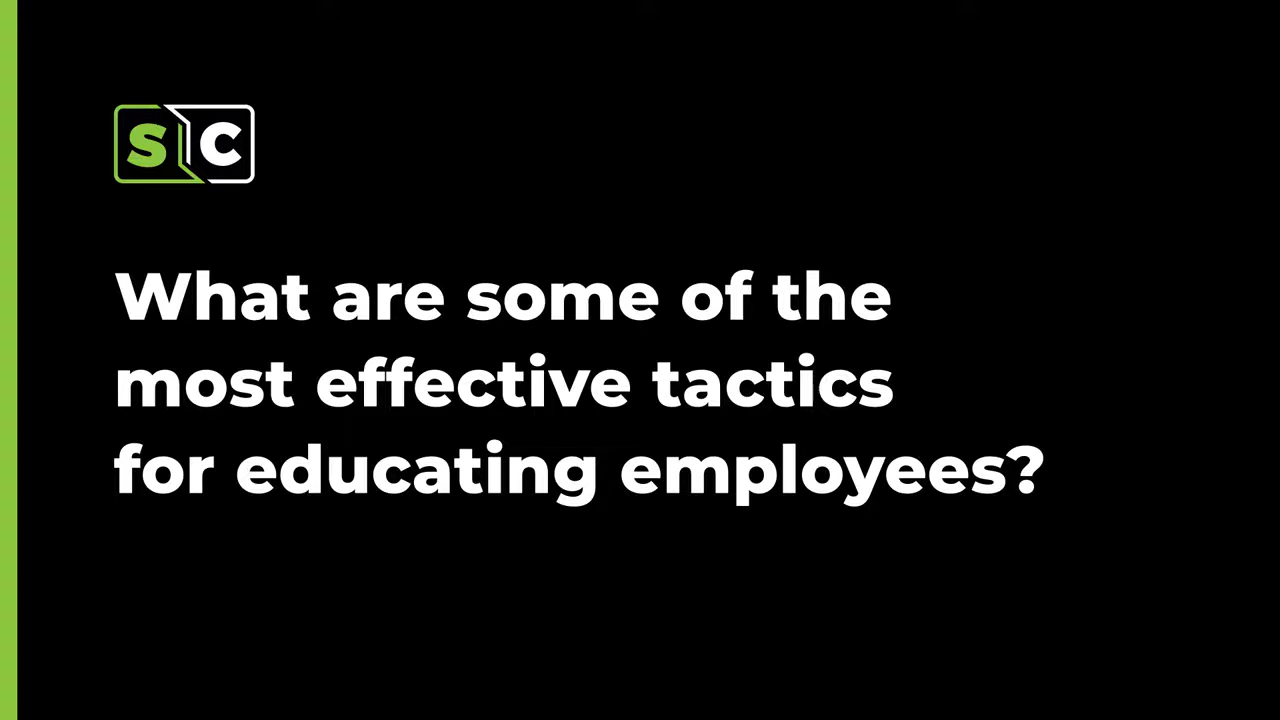 SC
What are some of the
most effective tactics
for educating employees?